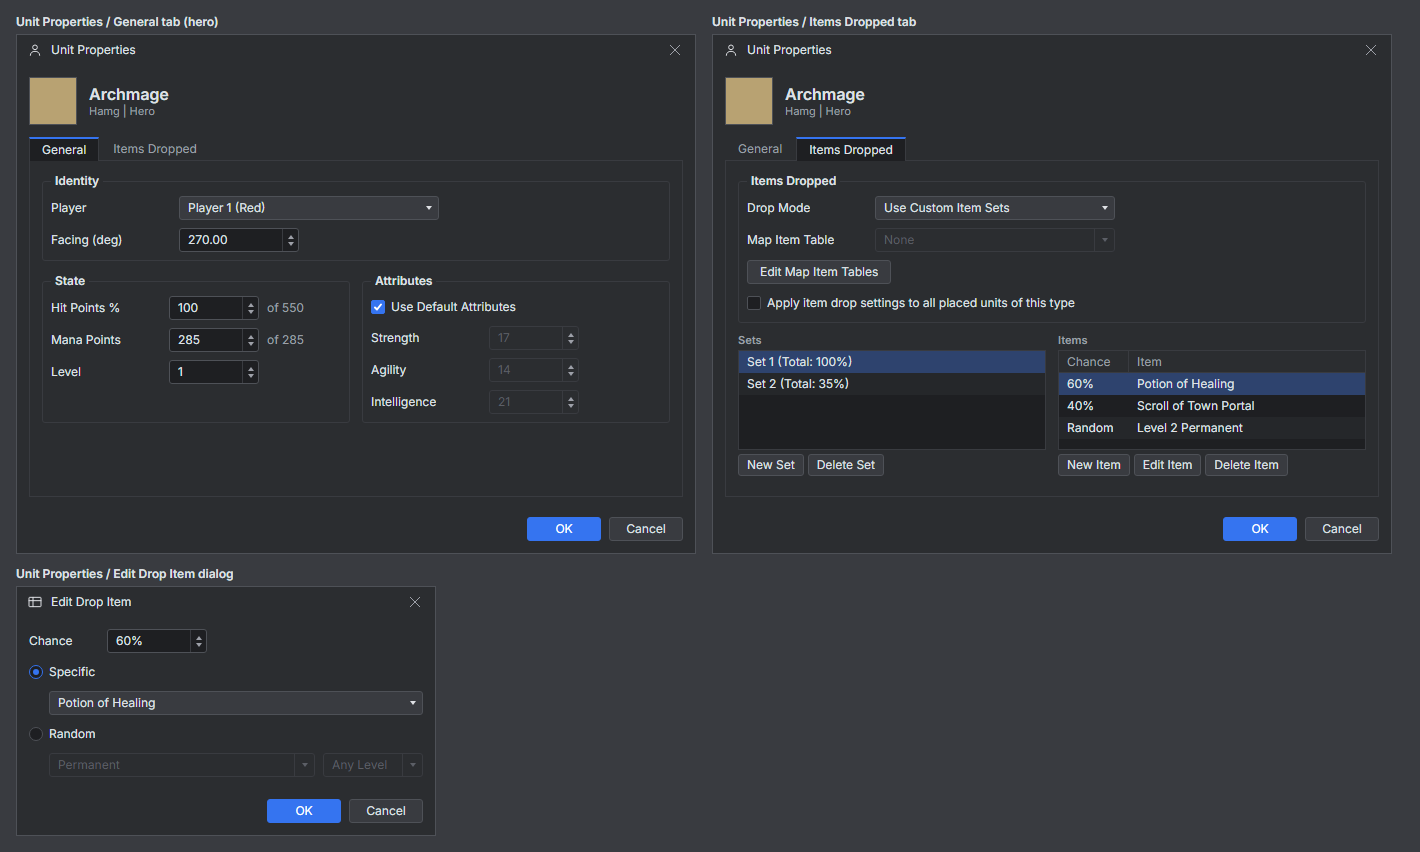 Unit Properties / General tab (hero)
Unit Properties
Archmage
Hamg | Hero
General
Items Dropped
Identity
Player
Player 1 (Red)
Facing (deg)
270.00
State
Hit Points %
100
of 550
Mana Points
285
of 285
Level
1
Attributes
Use Default Attributes
Strength
17
Agility
14
Intelligence
21
OK
Cancel
Unit Properties / Items Dropped tab
Unit Properties
Archmage
Hamg | Hero
General
Items Dropped
Items Dropped
Drop Mode
Use Custom Item Sets
Map Item Table
None
Edit Map Item Tables
Apply item drop settings to all placed units of this type
Sets
Set 1 (Total: 100%)
Set 2 (Total: 35%)
New Set
Delete Set
Items
Chance
Item
60%
Potion of Healing
40%
Scroll of Town Portal
Random
Level 2 Permanent
New Item
Edit Item
Delete Item
OK
Cancel
Unit Properties / Edit Drop Item dialog
Edit Drop Item
Chance
60%
Specific
Potion of Healing
Random
Permanent
Any Level
OK
Cancel